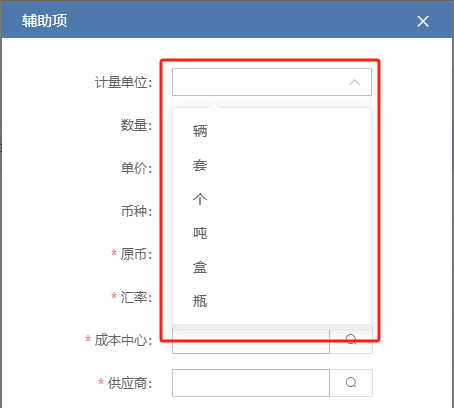 辅助项
计量单位:
数量:
辆
套
单价:
个
币种:
吨
* 原币:
盒
* 汇率:
瓶
* 成本中心:
* 供应商: